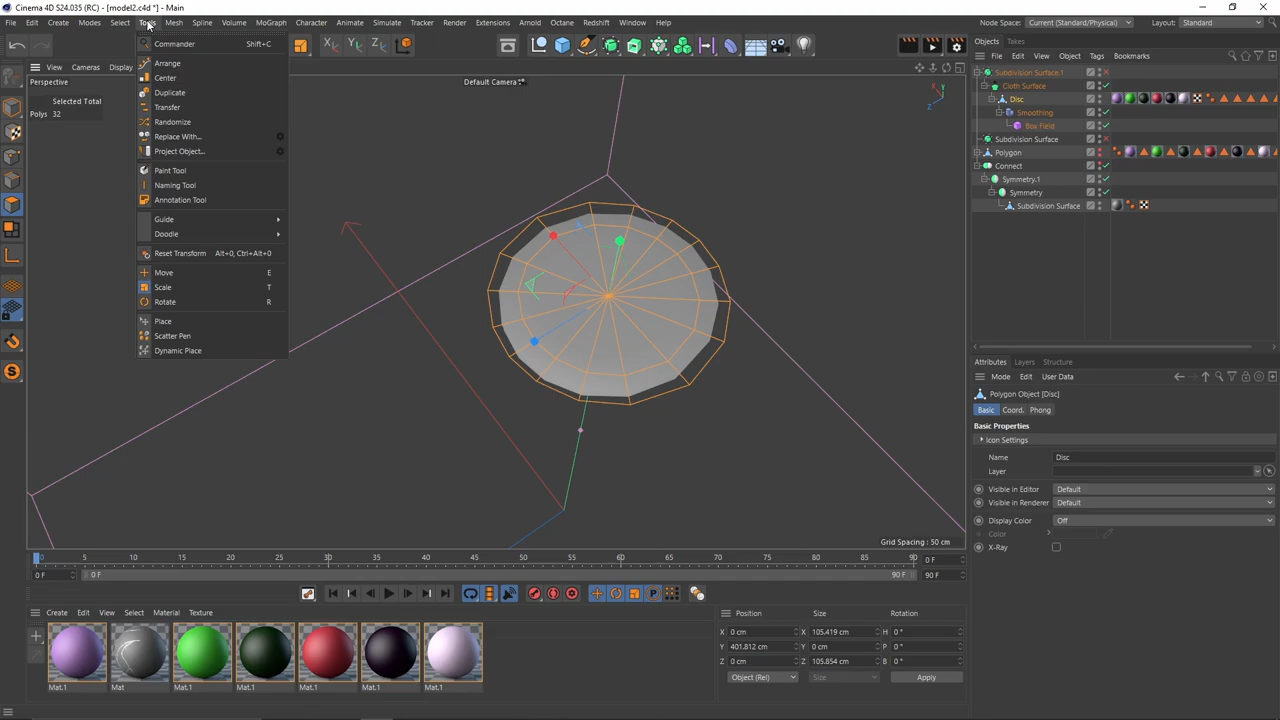 Cinema 4D S24.035 (RC) - [model2.c4d *] - Main
File Edit Create Modes Select Tools Mesh Spline Volume MoGraph Character Animate Simulate Tracker Render Extensions Arnold Octane Redshift Window Help
Node Space: Current (Standard/Physical) Layout: Standard
Commander Shift+C
Arrange
Center
Duplicate
Transfer
Randomize
Replace With...
Project Object...
Paint Tool
Naming Tool
Annotation Tool
Guide
Doodle
Reset Transform Alt+0, Ctrl+Alt+0
Move E
Scale T
Rotate R
Place
Scatter Pen
Dynamic Place
View Cameras Display
Perspective
Default Camera
Selected Total
Polys 32
X Y Z
Grid Spacing : 50 cm
Objects Takes
File Edit View Object Tags Bookmarks
Subdivision Surface.1
Cloth Surface
Disc
Smoothing
Box Field
Subdivision Surface
Polygon
Connect
Symmetry.1
Symmetry
Subdivision Surface
Attributes Layers Structure
Mode Edit User Data
Polygon Object [Disc]
Basic Coord. Phong
Basic Properties
Icon Settings
Name Disc
Layer
Visible in Editor Default
Visible in Renderer Default
Display Color Off
Color
X-Ray
0 5 10 15 20 25 30 35 40 45 50 55 60 65 70 75 80 85 90 0 F
0 F 0 F 90 F 90 F
Create Edit View Select Material Texture
Mat.1 Mat Mat.1 Mat.1 Mat.1 Mat.1 Mat.1
Position Size Rotation
X 0 cm X 105.419 cm H 0 °
Y 401.812 cm Y 0 cm P 0 °
Z 0 cm Z 105.854 cm B 0 °
Object (Rel) Size Apply